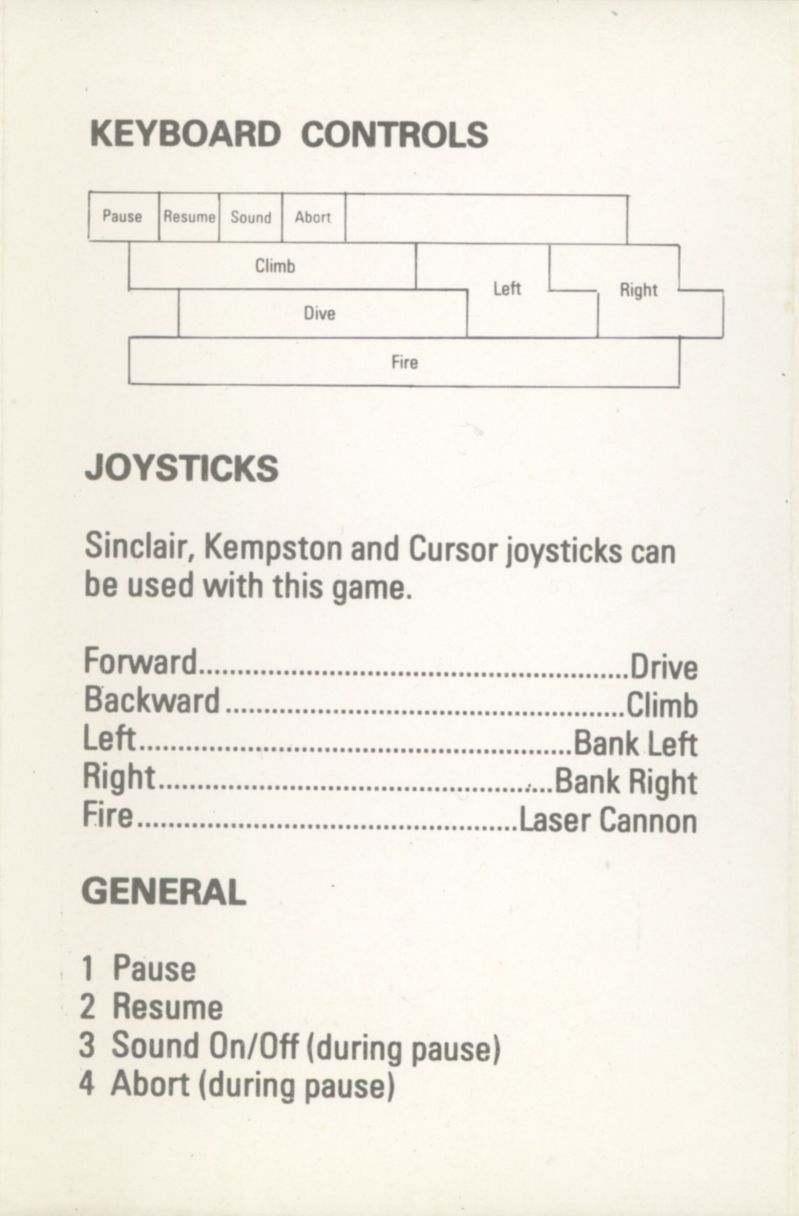 KEYBOARD CONTROLS
Pause Resume Sound Abort
Climb
Left Right
Dive
Fire
JOYSTICKS
Sinclair, Kempston and Cursor joysticks can
be used with this game.
Forward......................................................Drive
Backward..................................................Climb
Left......................................................Bank Left
Right.................................................Bank Right
Fire................................................Laser Cannon
GENERAL
1 Pause
2 Resume
3 Sound On/Off (during pause)
4 Abort (during pause)